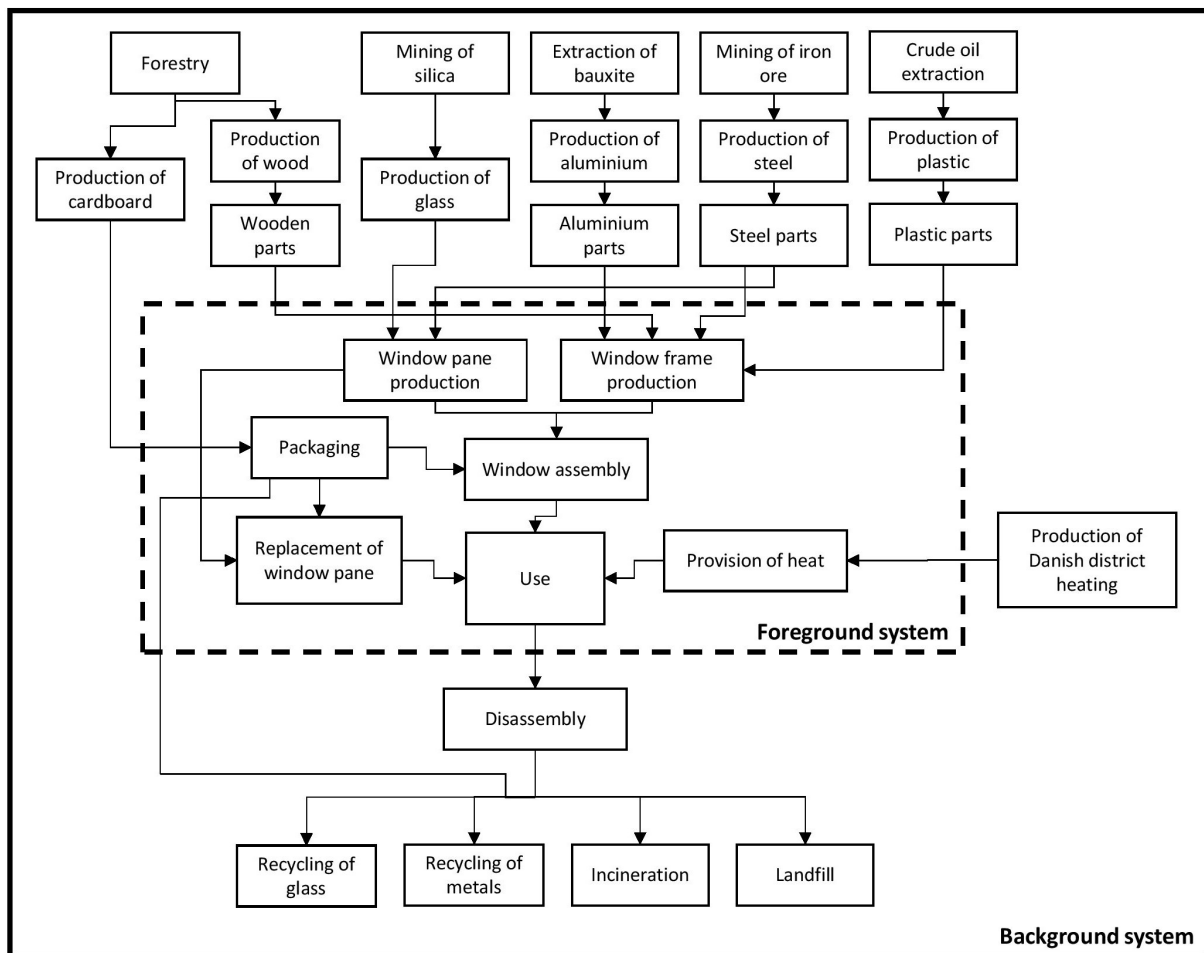 Forestry
Mining of
silica
Extraction of
bauxite
Mining of iron
ore
Crude oil
extraction
Production
of wood
Production of
aluminium
Production of
steel
Production of
plastic
Production of
cardboard
Production of
glass
Wooden
parts
Aluminium
parts
Steel parts
Plastic parts
Window pane
production
Window frame
production
Packaging
Window assembly
Replacement of
window pane
Use
Provision of heat
Production of
Danish district
heating
Foreground system
Disassembly
Recycling of
glass
Recycling of
metals
Incineration
Landfill
Background system